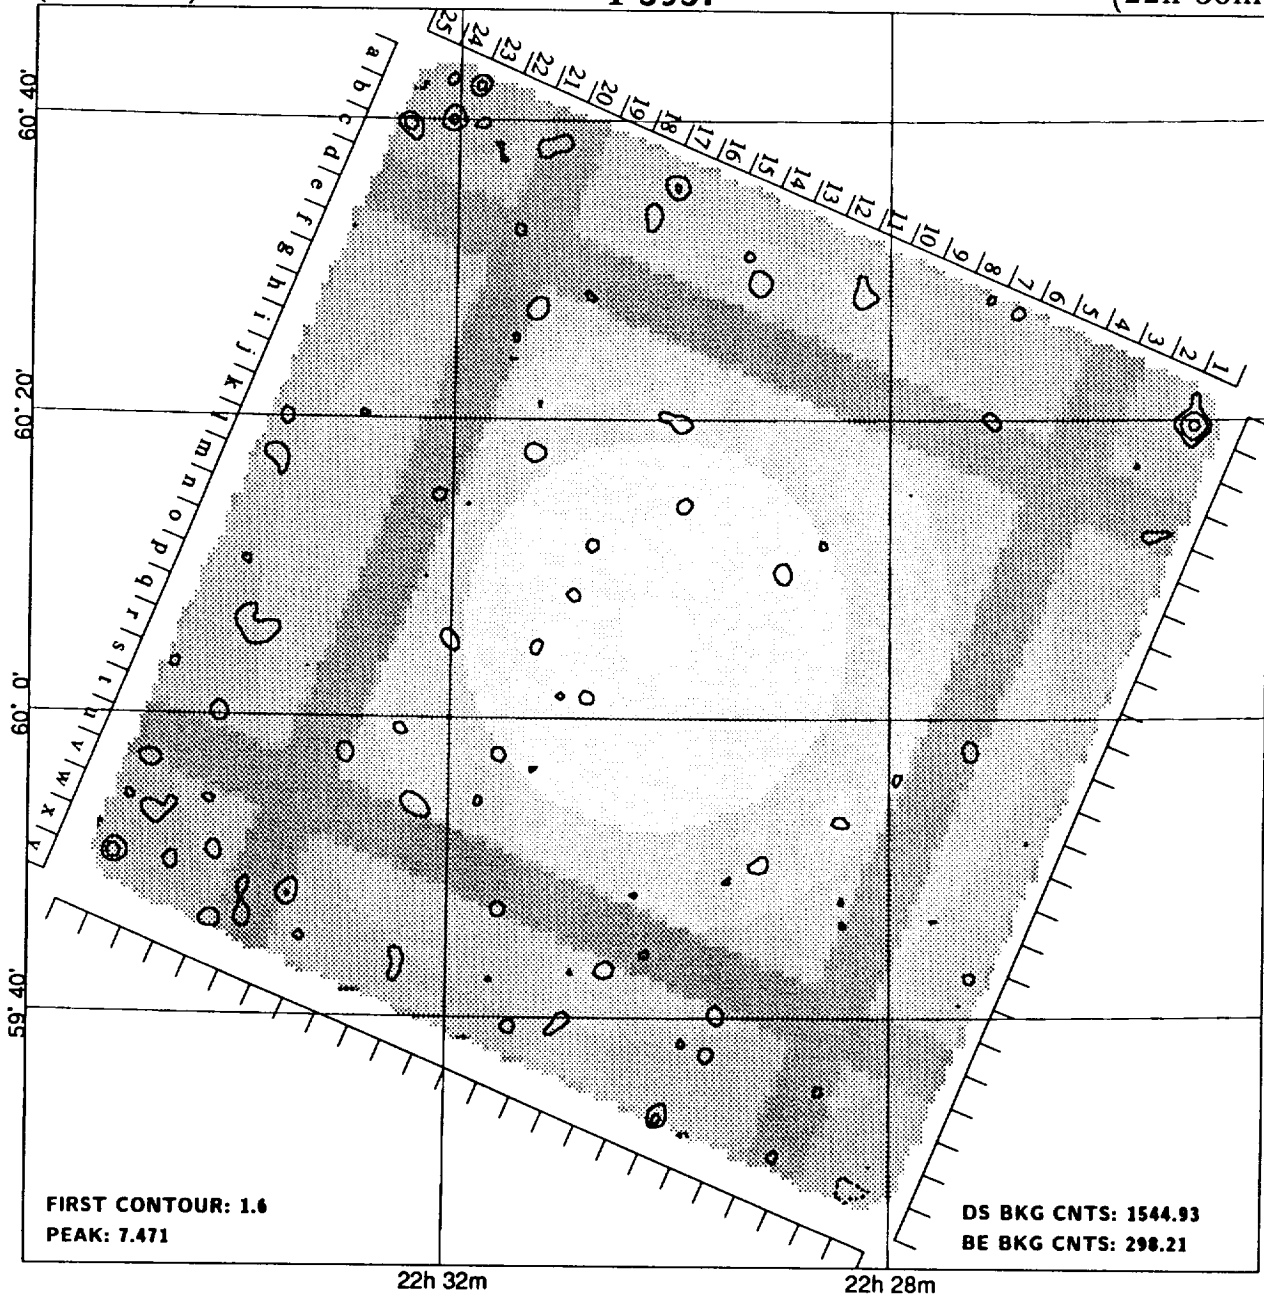 25 24 23 22 21 20 19 18 17 16 15 14 13 12 11 10 9 8 7 6 5 4 3 2 1
a b c d e f g h i j k l m n o p q r s t u v w x y
60° 40'
60° 20'
60° 0'
59° 40'
FIRST CONTOUR: 1.6
PEAK: 7.471
DS BKG CNTS: 1544.93
BE BKG CNTS: 298.21
22h 32m
22h 28m